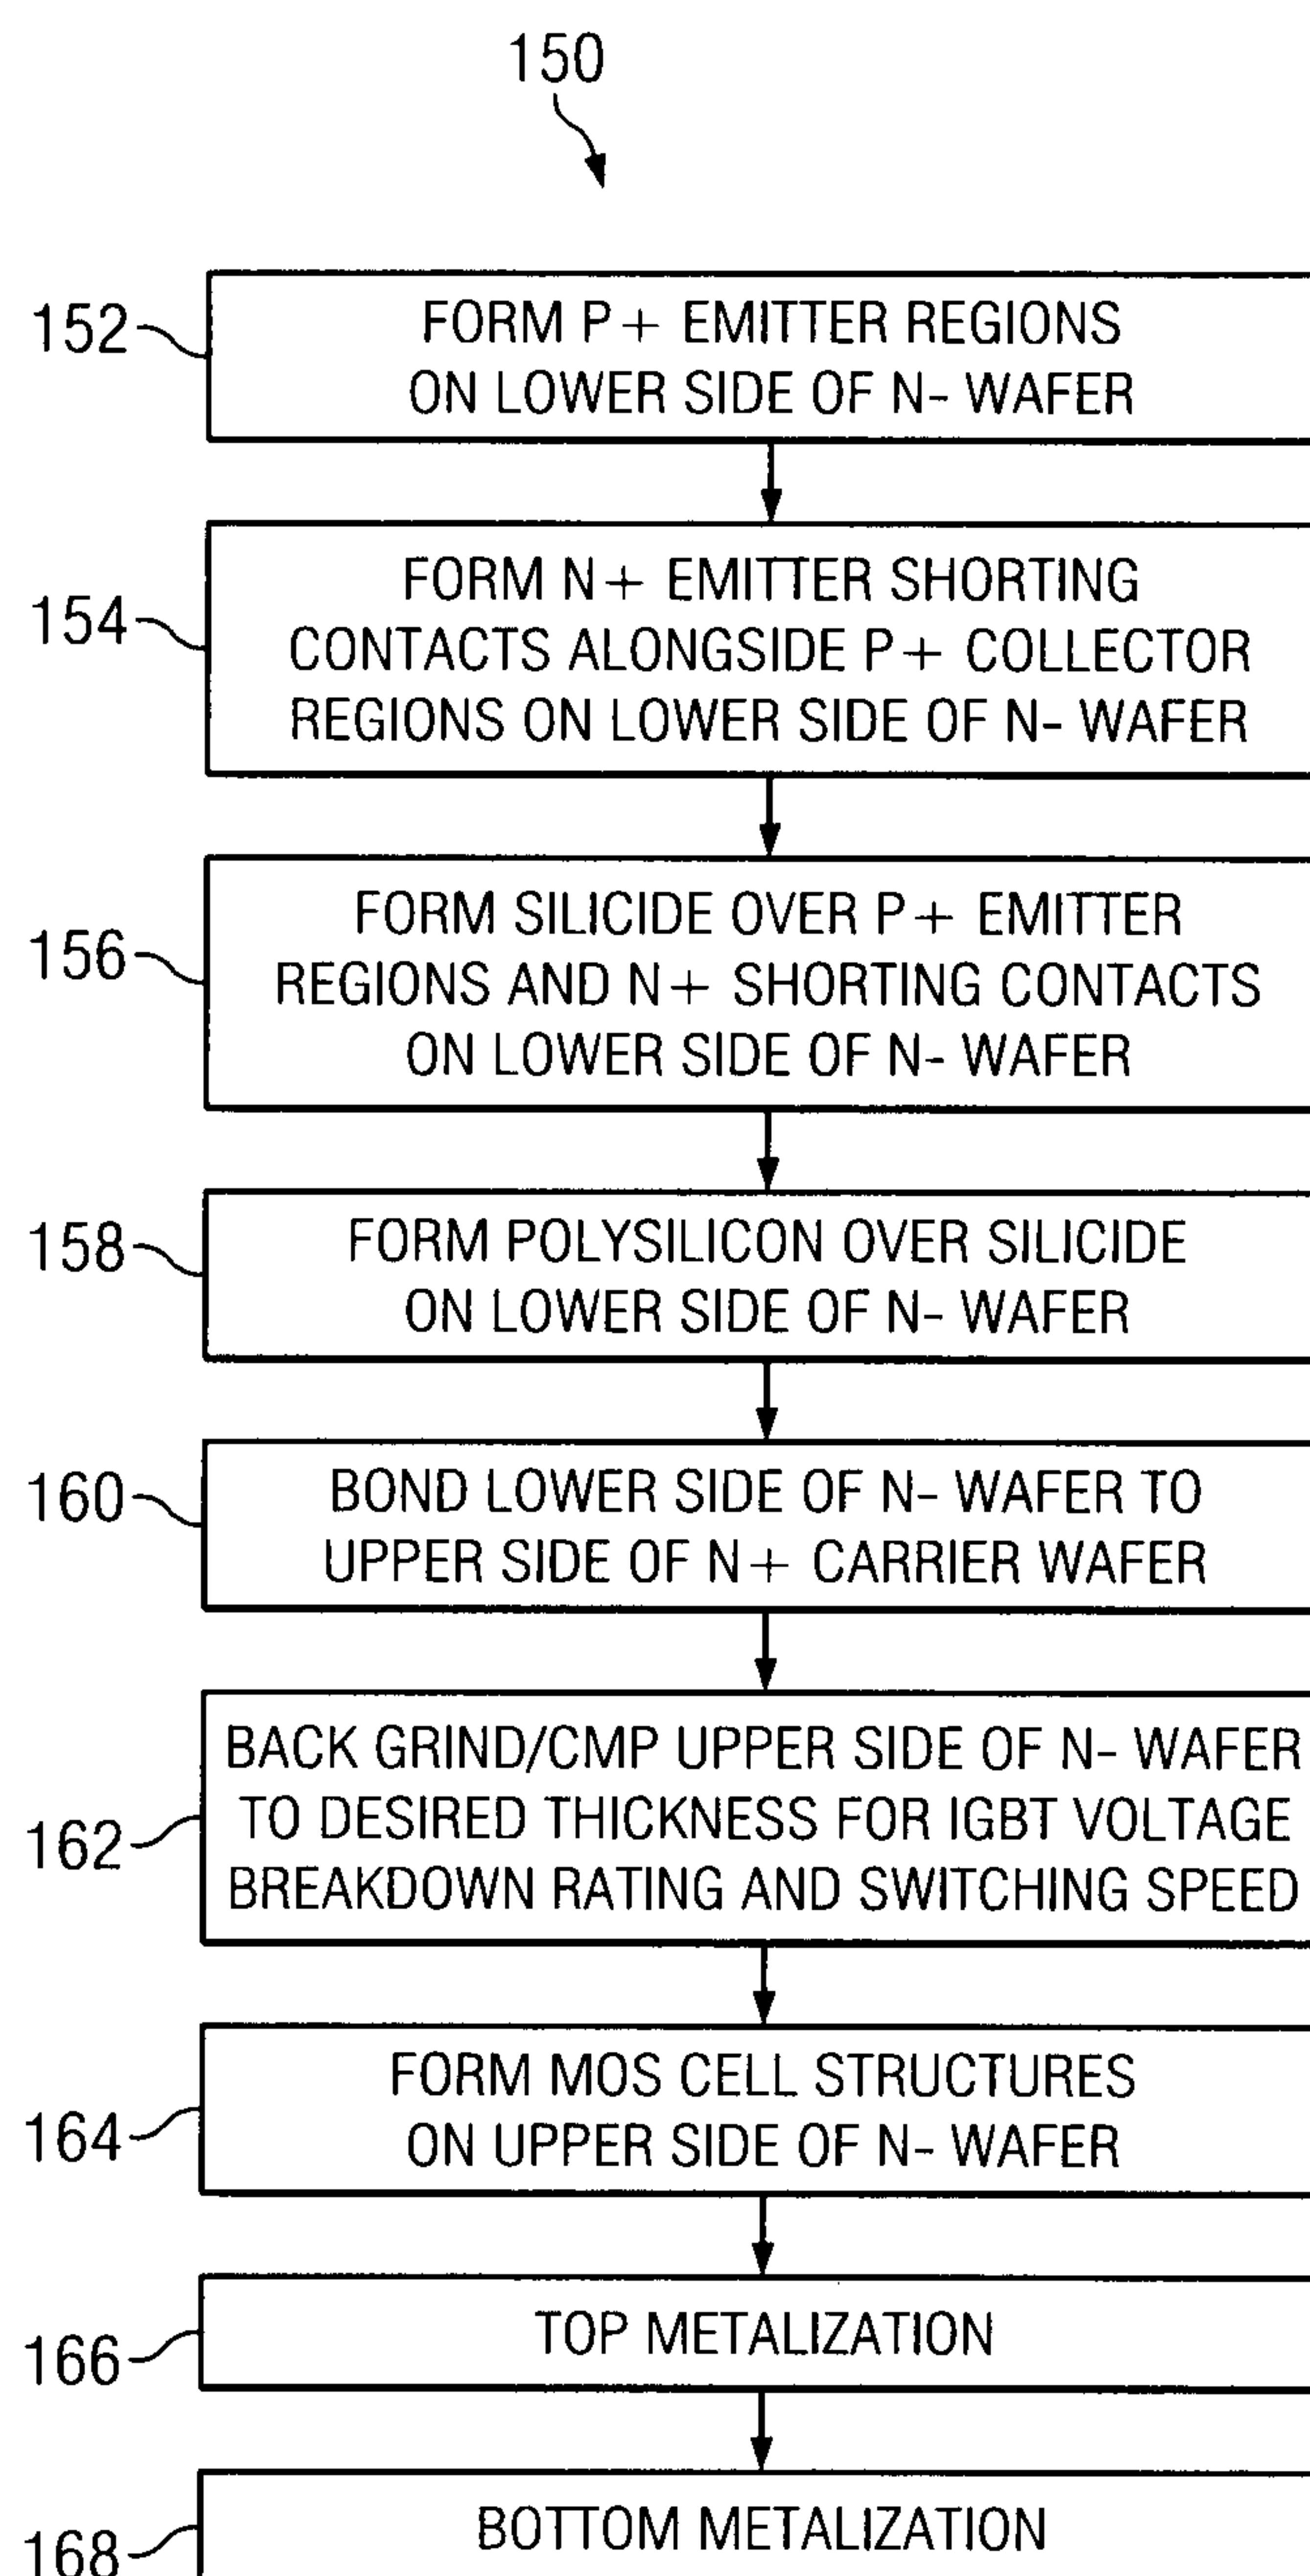 150
152
FORM P+ EMITTER REGIONS
ON LOWER SIDE OF N- WAFER
154
FORM N+ EMITTER SHORTING
CONTACTS ALONGSIDE P+ COLLECTOR
REGIONS ON LOWER SIDE OF N- WAFER
156
FORM SILICIDE OVER P+ EMITTER
REGIONS AND N+ SHORTING CONTACTS
ON LOWER SIDE OF N- WAFER
158
FORM POLYSILICON OVER SILICIDE
ON LOWER SIDE OF N- WAFER
160
BOND LOWER SIDE OF N- WAFER TO
UPPER SIDE OF N+ CARRIER WAFER
162
BACK GRIND/CMP UPPER SIDE OF N- WAFER
TO DESIRED THICKNESS FOR IGBT VOLTAGE
BREAKDOWN RATING AND SWITCHING SPEED
164
FORM MOS CELL STRUCTURES
ON UPPER SIDE OF N- WAFER
166
TOP METALIZATION
168
BOTTOM METALIZATION